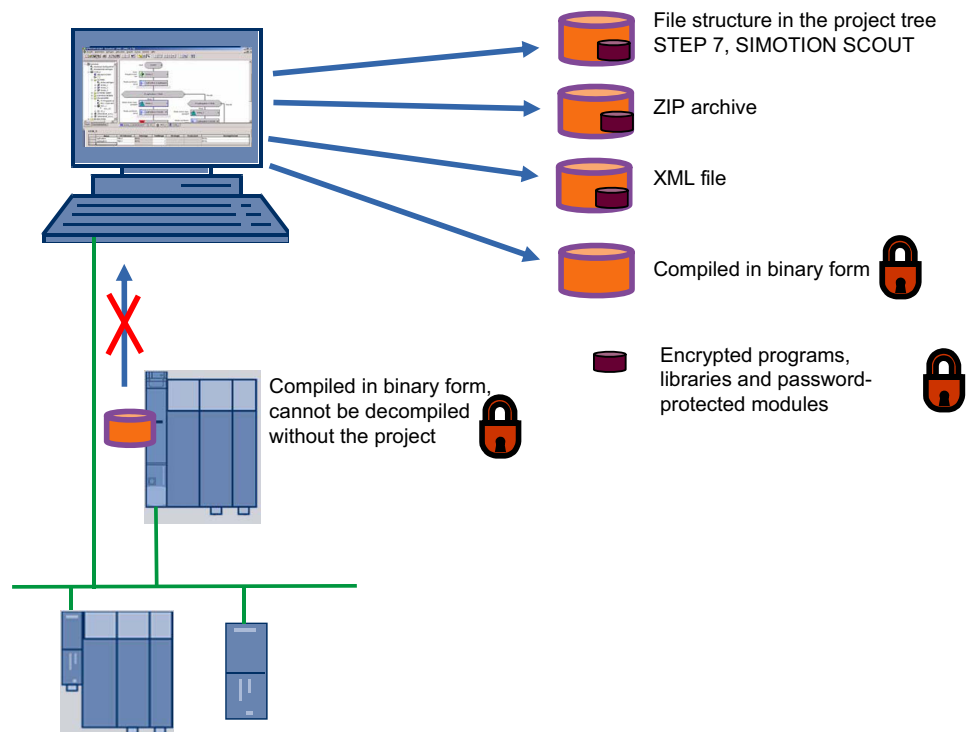 File structure in the project tree
STEP 7, SIMOTION SCOUT
ZIP archive
XML file
Compiled in binary form
Encrypted programs,
libraries and password-
protected modules
Compiled in binary form,
cannot be decompiled
without the project